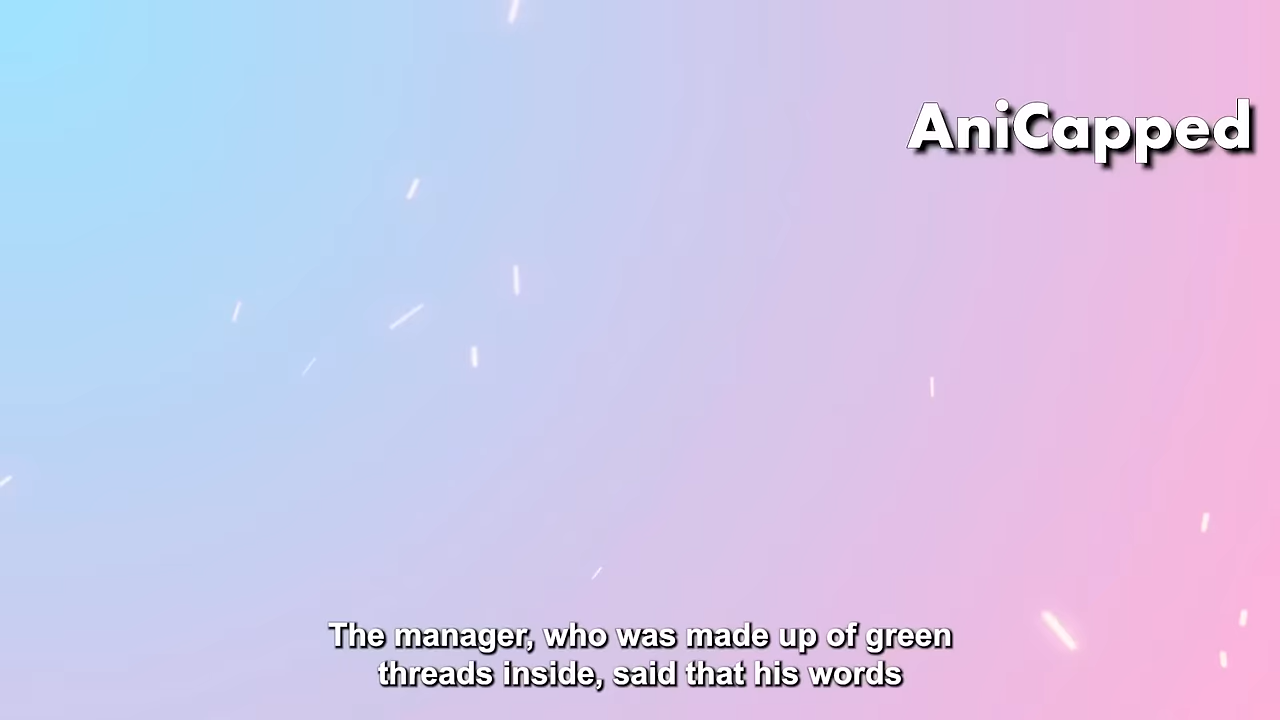 AniCapped
The manager, who was made up of green
threads inside, said that his words